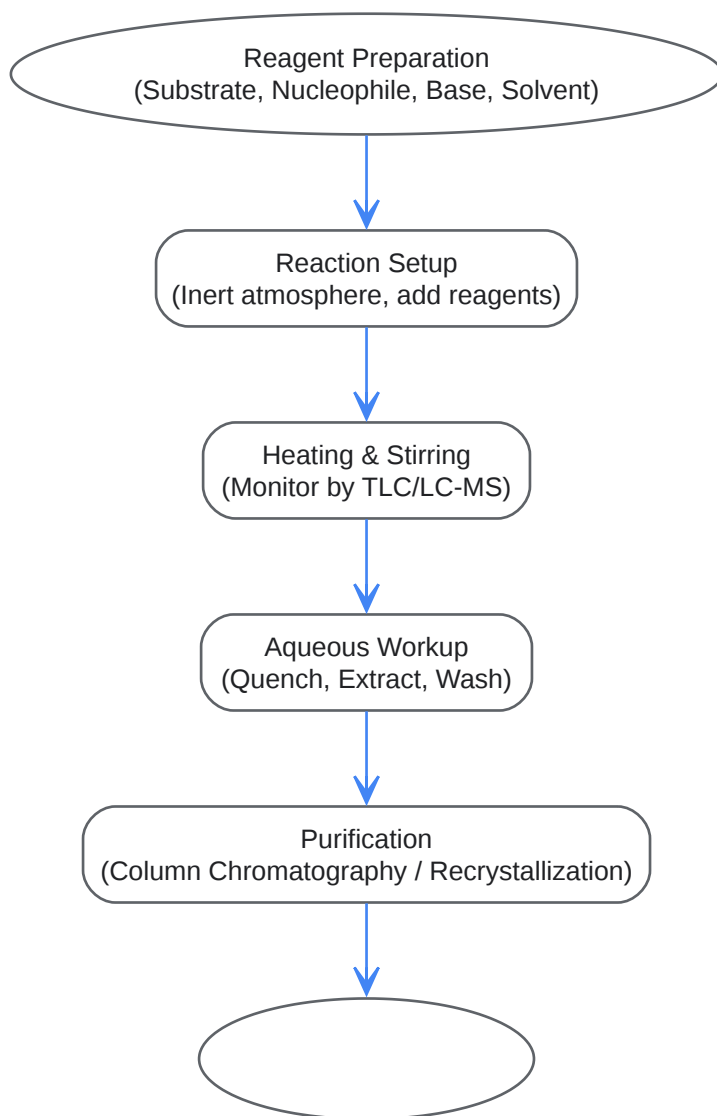 Reagent Preparation
(Substrate, Nucleophile, Base, Solvent)
Reaction Setup
(Inert atmosphere, add reagents)
Heating & Stirring
(Monitor by TLC/LC-MS)
Aqueous Workup
(Quench, Extract, Wash)
Purification
(Column Chromatography / Recrystallization)